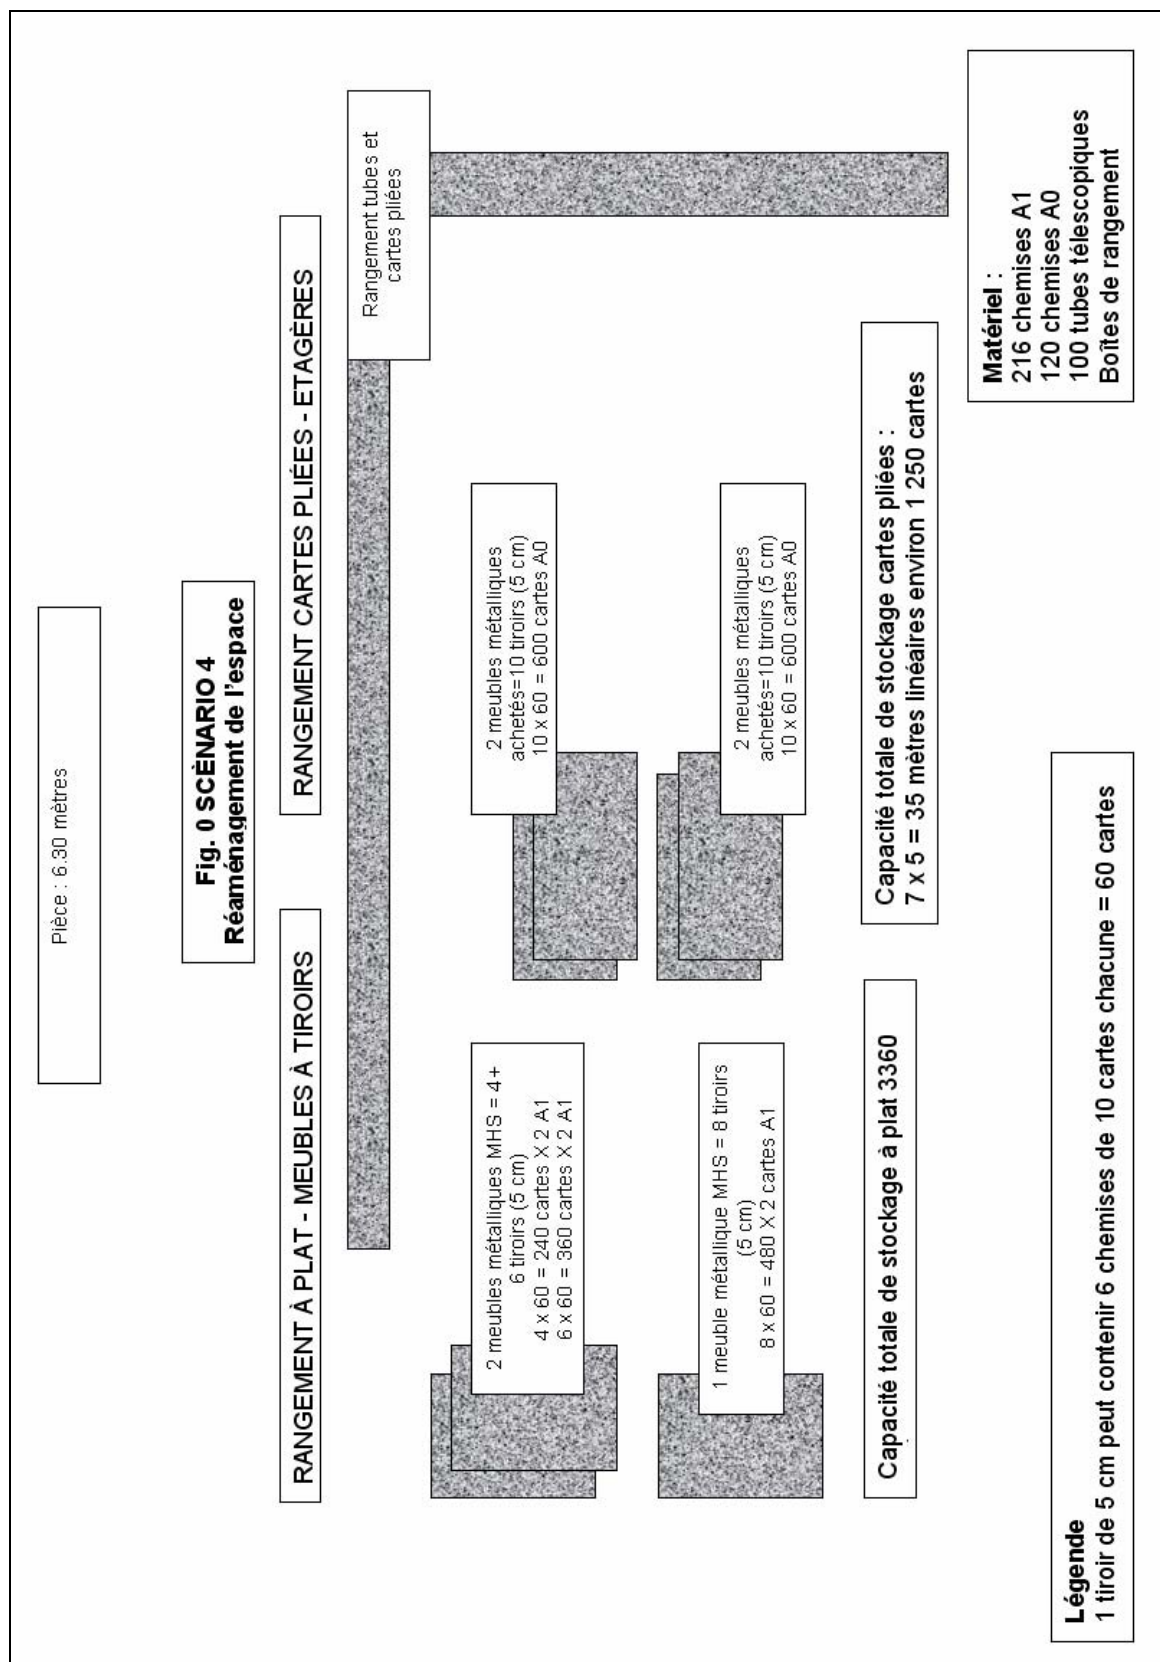 Pièce : 6.30 mètres
Fig. 0 SCÈNARIO 4
Réaménagement de l'espace
RANGEMENT À PLAT - MEUBLES À TIROIRS
RANGEMENT CARTES PLIÉES - ETAGÈRES
Rangement tubes et
cartes pliées
2 meubles métalliques MHS = 4+
6 tiroirs (5 cm)
4 x 60 = 240 cartes X 2 A1
6 x 60 = 360 cartes X 2 A1
2 meubles métalliques
achetés=10 tiroirs (5 cm)
10 x 60 = 600 cartes A0
1 meuble métallique MHS = 8 tiroirs
(5 cm)
8 x 60 = 480 X 2 cartes A1
2 meubles métalliques
achetés=10 tiroirs (5 cm)
10 x 60 = 600 cartes A0
Capacité totale de stockage à plat 3360
Capacité totale de stockage cartes pliées :
7 x 5 = 35 mètres linéaires environ 1 250 cartes
Matériel :
216 chemises A1
120 chemises A0
100 tubes télescopiques
Boîtes de rangement
Légende
1 tiroir de 5 cm peut contenir 6 chemises de 10 cartes chacune = 60 cartes